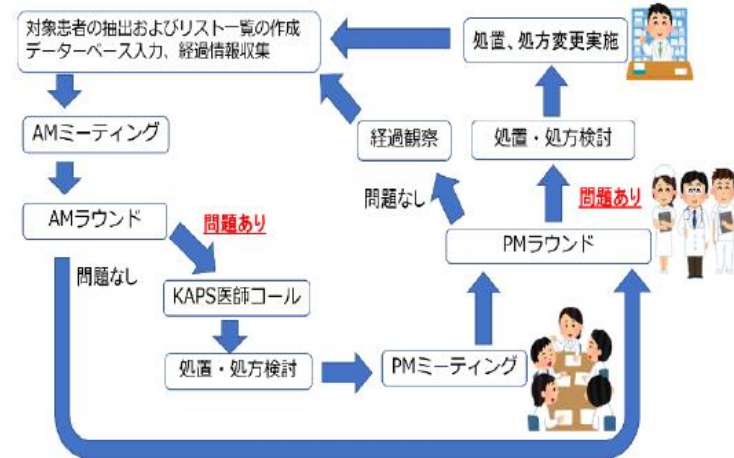 対象患者の抽出およびリスト一覧の作成
データーベース入力、経過情報収集
処置、処方変更実施
AMミーティング
経過観察
処置・処方検討
問題なし
問題あり
AMラウンド
問題あり
PMラウンド
問題なし
KAPS医師コール
処置・処方検討
PMミーティング